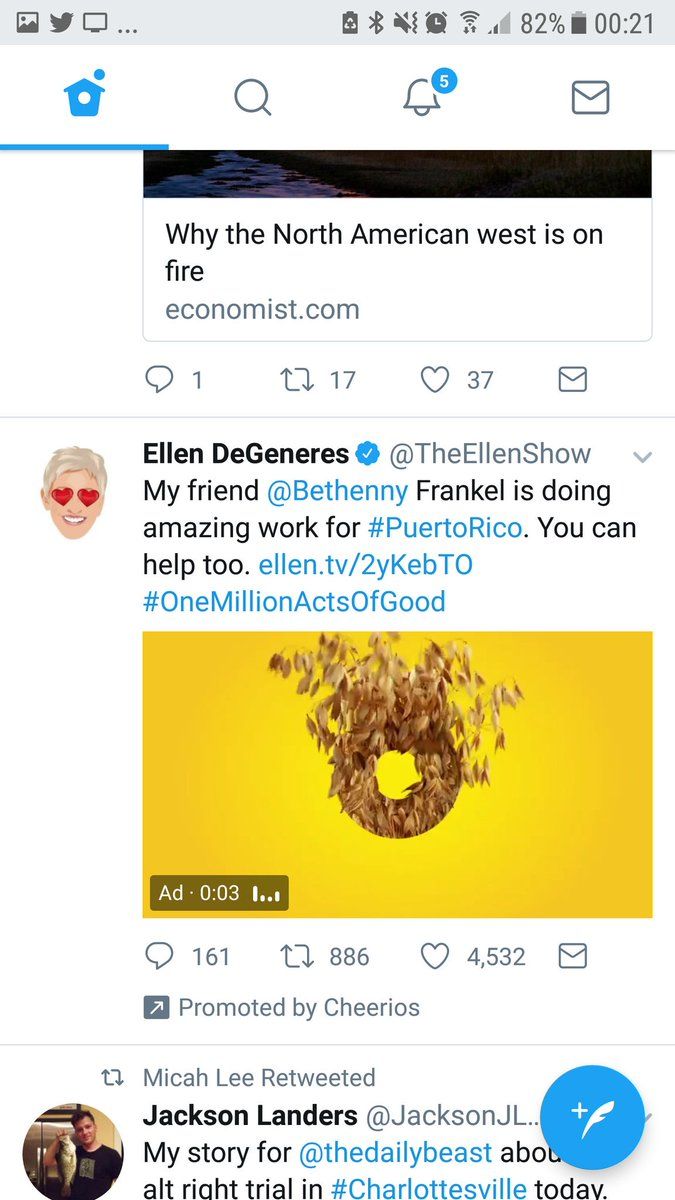 ... 82% 00:21
5
Why the North American west is on
fire
economist.com
1 17 37
Ellen DeGeneres @TheEllenShow
My friend @Bethenny Frankel is doing
amazing work for #PuertoRico. You can
help too. ellen.tv/2yKebTO
#OneMillionActsOfGood
Ad · 0:03
161 886 4,532
Promoted by Cheerios
Micah Lee Retweeted
Jackson Landers @JacksonJL...
My story for @thedailybeast abou
alt right trial in #Charlottesville today.